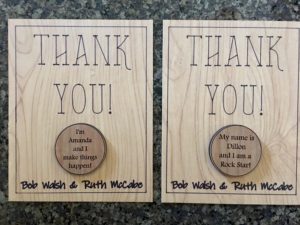 THANK
YOU!
I'm
Amanda
and I
make things
happen!
Bob Walsh & Ruth McCabe
THANK
YOU!
My name is
Dillon
and I am a
Rock Star!
Bob Walsh & Ruth McCabe